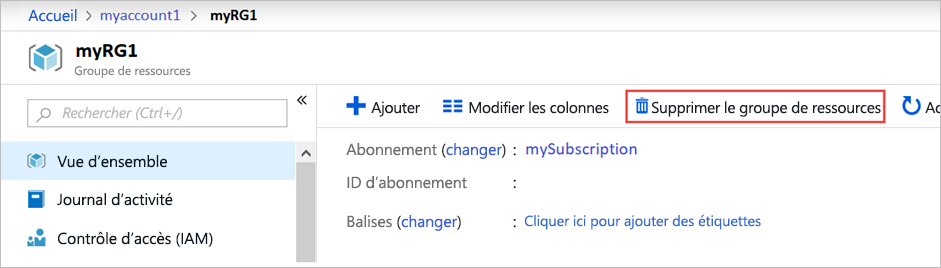 Accueil > myaccount1 > myRG1
myRG1
Groupe de ressources
Rechercher (Ctrl+/)
«
Vue d'ensemble
Journal d'activité
Contrôle d'accès (IAM)
Ajouter
Modifier les colonnes
Supprimer le groupe de ressources
Abonnement (changer) : mySubscription
ID d'abonnement :
Balises (changer) : Cliquer ici pour ajouter des étiquettes